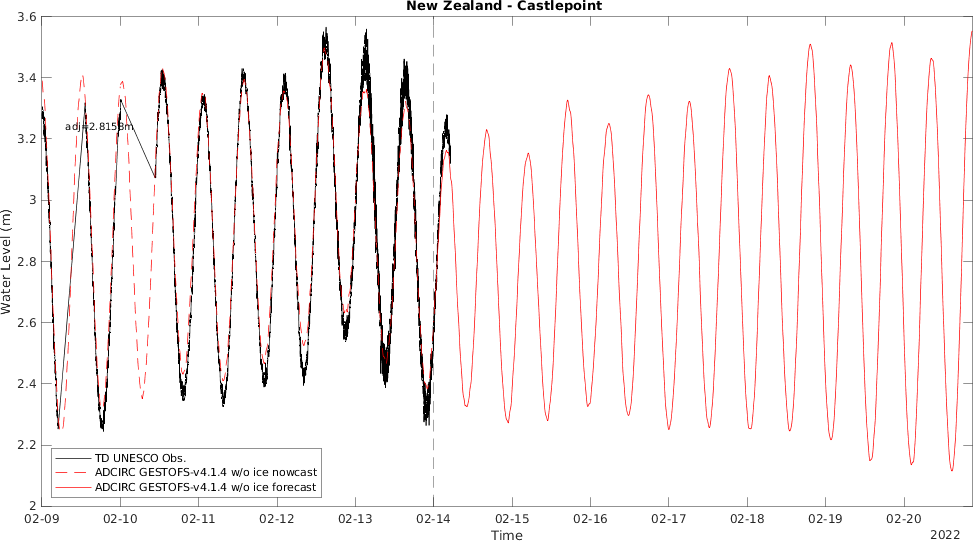 New Zealand - Castlepoint
3.6
3.4
3.2
3
2.8
2.6
2.4
2.2
2
Water Level (m)
adj=2.8158m
TD UNESCO Obs.
ADCIRC GESTOFS-v4.1.4 w/o ice nowcast
ADCIRC GESTOFS-v4.1.4 w/o ice forecast
02-09 02-10 02-11 02-12 02-13 02-14 02-15 02-16 02-17 02-18 02-19 02-20
Time
2022